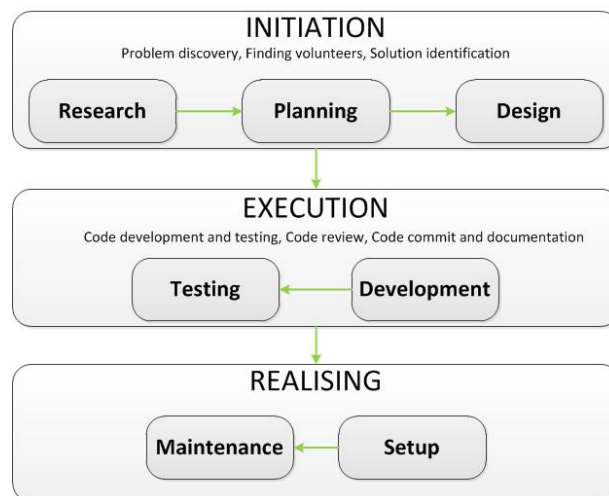 INITIATION
Problem discovery, Finding volunteers, Solution identification
Research Planning Design
EXECUTION
Code development and testing, Code review, Code commit and documentation
Testing Development
REALISING
Maintenance Setup